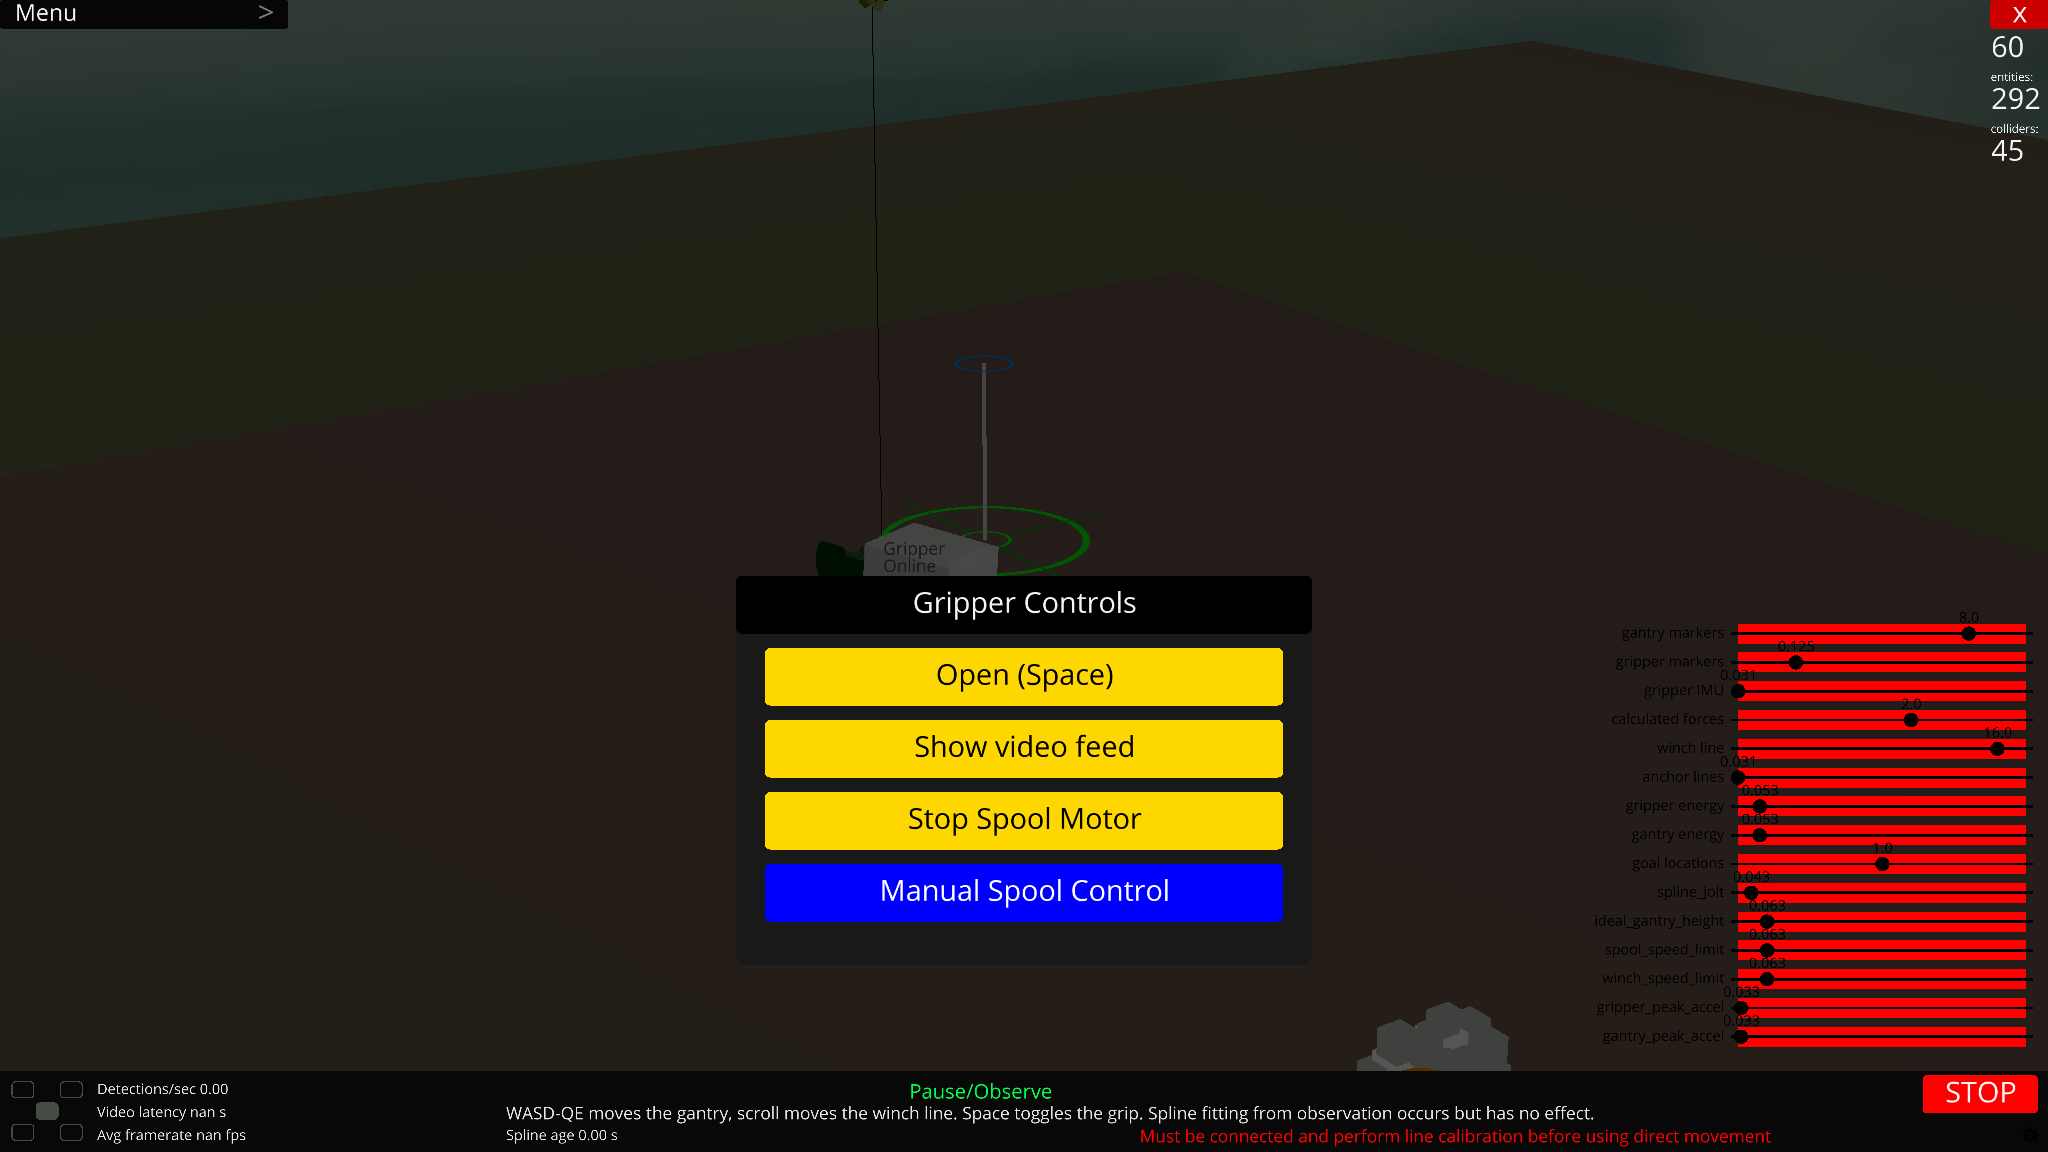 Menu >
X
60
entities:
292
colliders:
45
Gripper
Online
Gripper Controls
Open (Space)
Show video feed
Stop Spool Motor
Manual Spool Control
8.0
gantry markers
0.125
gripper markers
0.031
gripper IMU
2.0
calculated forces
16.0
winch line
0.031
anchor lines
0.053
gripper energy
0.053
gantry energy
1.0
goal locations
0.043
spline_jolt
0.063
ideal_gantry_height
0.063
spool_speed_limit
0.063
winch_speed_limit
0.033
gripper_peak_accel
0.033
gantry_peak_accel
Detections/sec 0.00
Video latency nan s
Avg framerate nan fps
Pause/Observe
WASD-QE moves the gantry, scroll moves the winch line. Space toggles the grip. Spline fitting from observation occurs but has no effect.
Spline age 0.00 s
Must be connected and perform line calibration before using direct movement
STOP